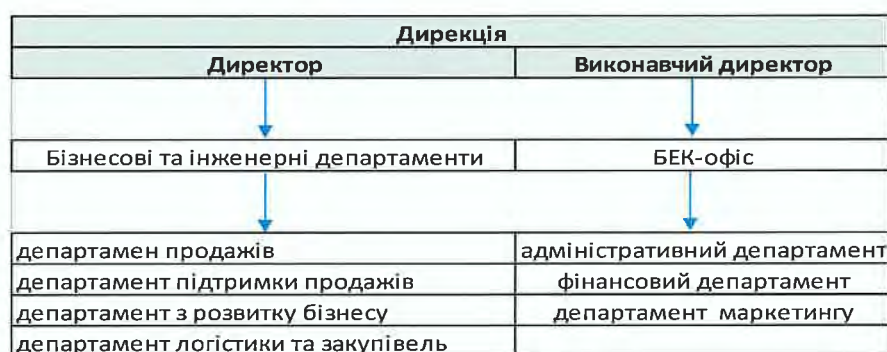 Дирекція
Директор Виконавчий директор
Бізнесові та інженерні департаменти БЕК-офіс
департамен продажів адміністративний департамент
департамент підтримки продажів фінансовий департамент
департамент з розвитку бізнесу департамент маркетингу
департамент логістики та закупівель